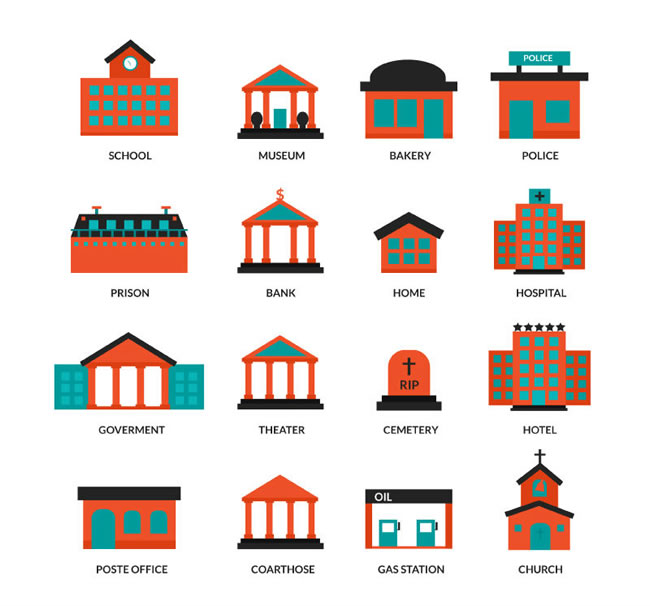 POLICE
SCHOOL
MUSEUM
BAKERY
POLICE
$
PRISON
BANK
HOME
HOSPITAL
RIP
GOVERMENT
THEATER
CEMETERY
HOTEL
OIL
POSTE OFFICE
COARTHOSE
GAS STATION
CHURCH